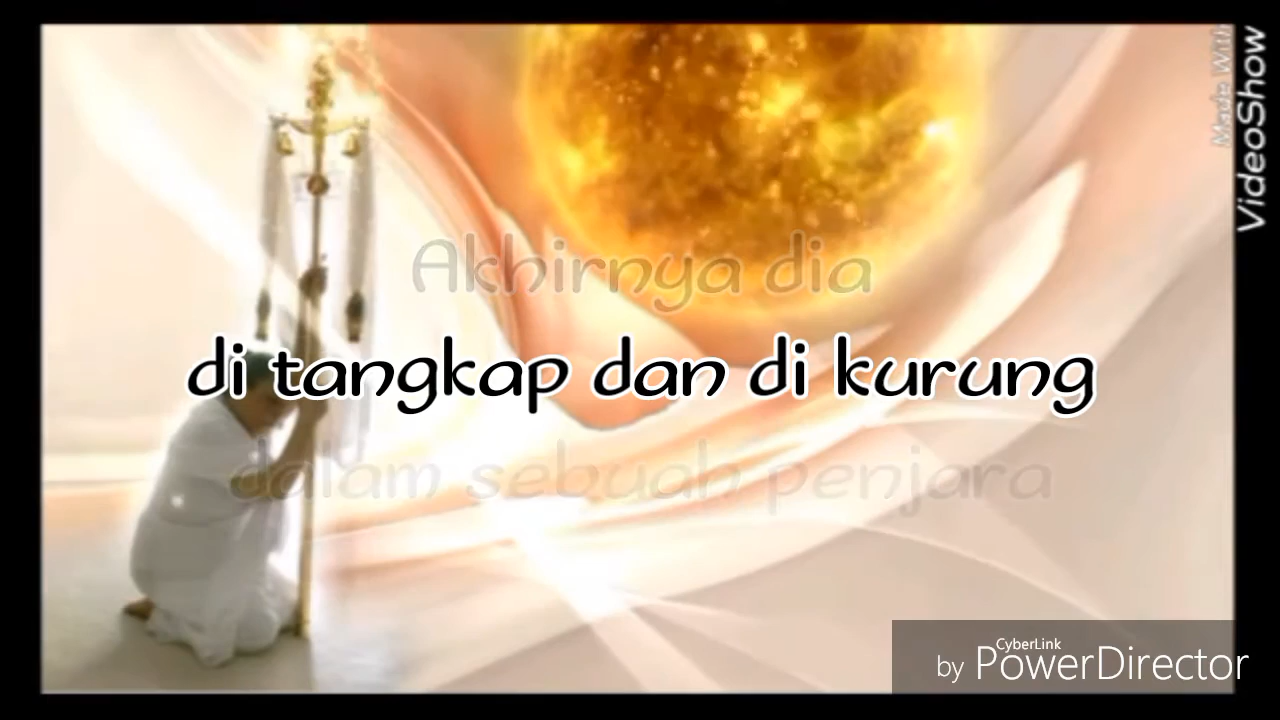 Akhirnya dia
di tangkap dan di kurung
dalam sebuah penjara
Made With
VideoShow
CyberLink
by PowerDirector